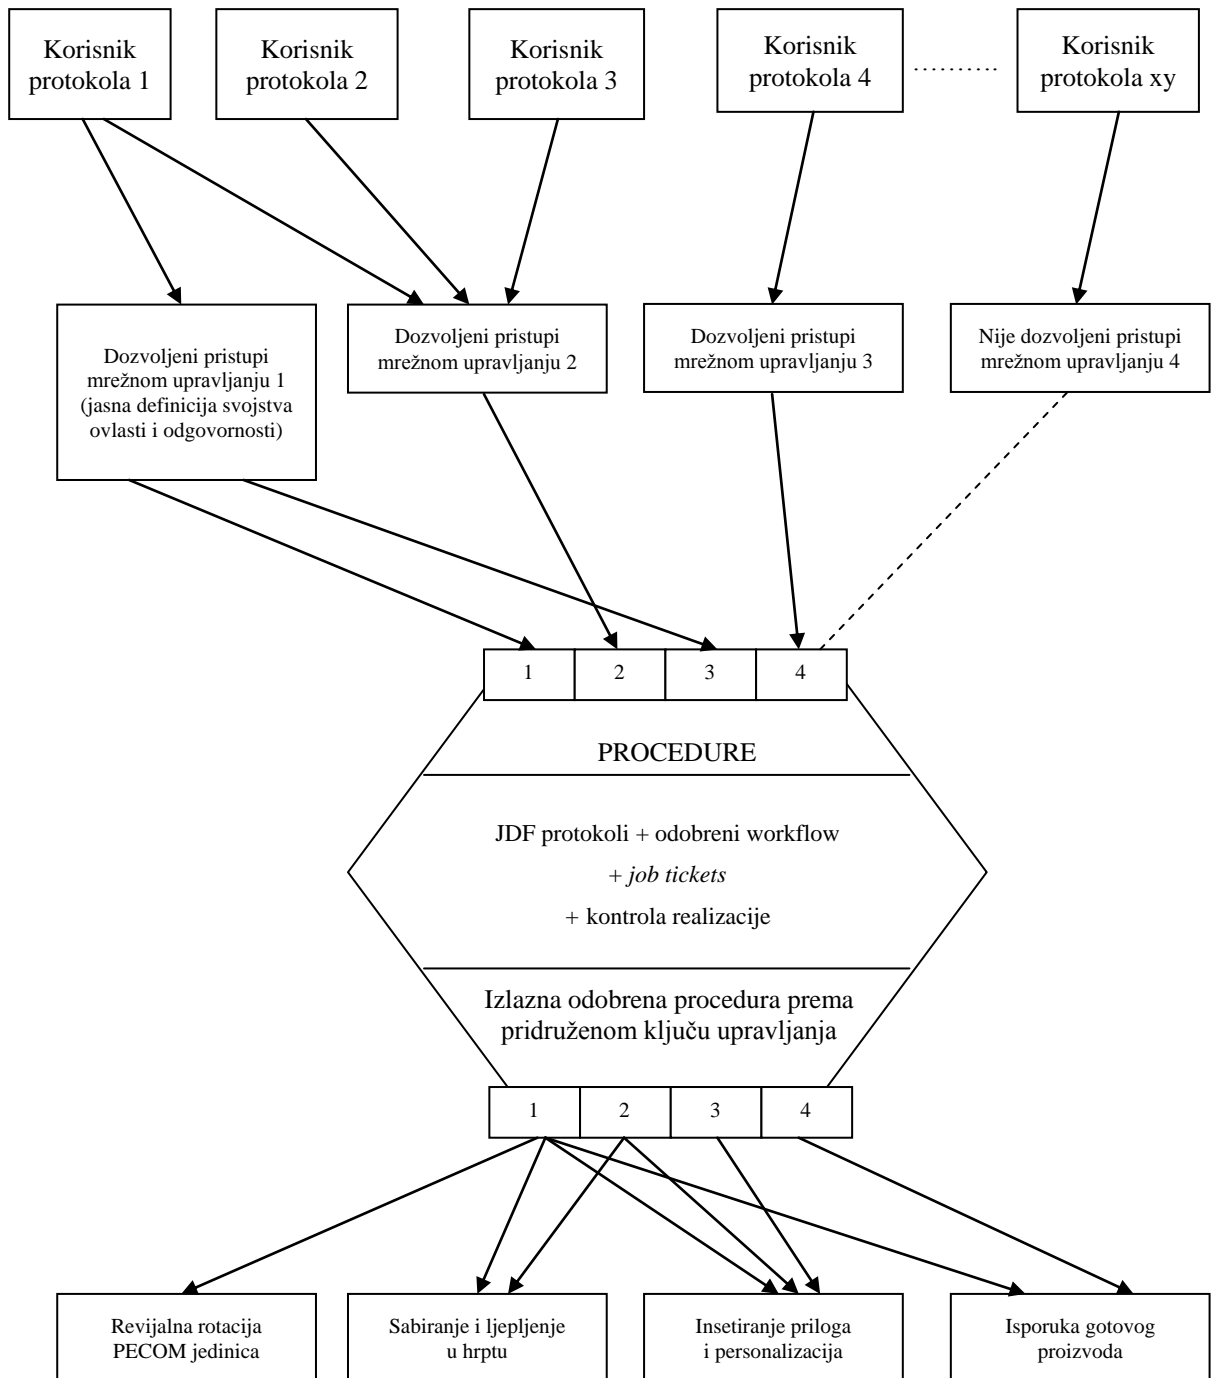 Korisnik
protokola 1
Korisnik
protokola 2
Korisnik
protokola 3
Korisnik
protokola 4
..........
Korisnik
protokola xy
Dozvoljeni pristupi
mrežnom upravljanju 1
(jasna definicija svojstva
ovlasti i odgovornosti)
Dozvoljeni pristupi
mrežnom upravljanju 2
Dozvoljeni pristupi
mrežnom upravljanju 3
Nije dozvoljeni pristupi
mrežnom upravljanju 4
1
2
3
4
PROCEDURE
JDF protokoli + odobreni workflow
+ job tickets
+ kontrola realizacije
Izlazna odobrena procedura prema
pridruženom ključu upravljanja
1
2
3
4
Revijalna rotacija
PECOM jedinica
Sabiranje i ljepljenje
u hrptu
Insetiranje priloga
i personalizacija
Isporuka gotovog
proizvoda